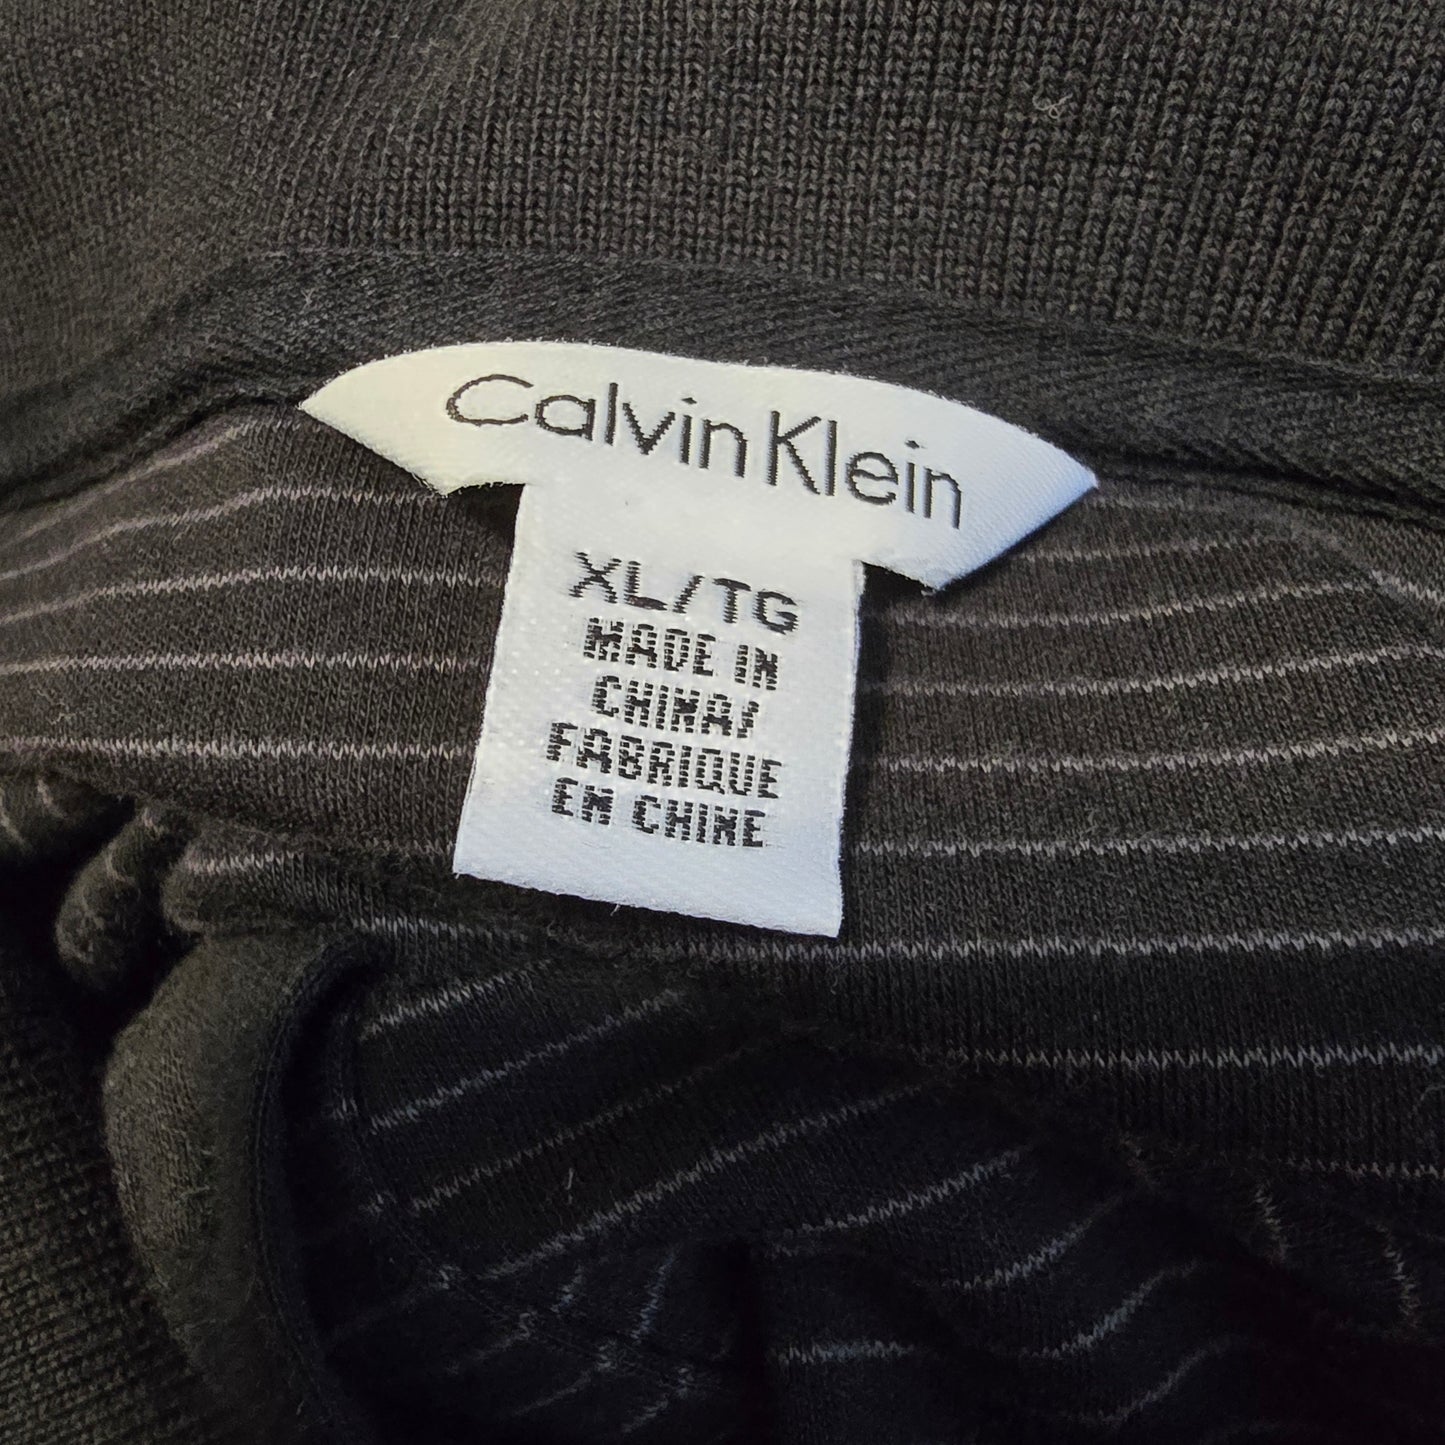 Calvin Klein
XL/TG
MADE IN
CHINA/
FABRIQUE
EN CHINE